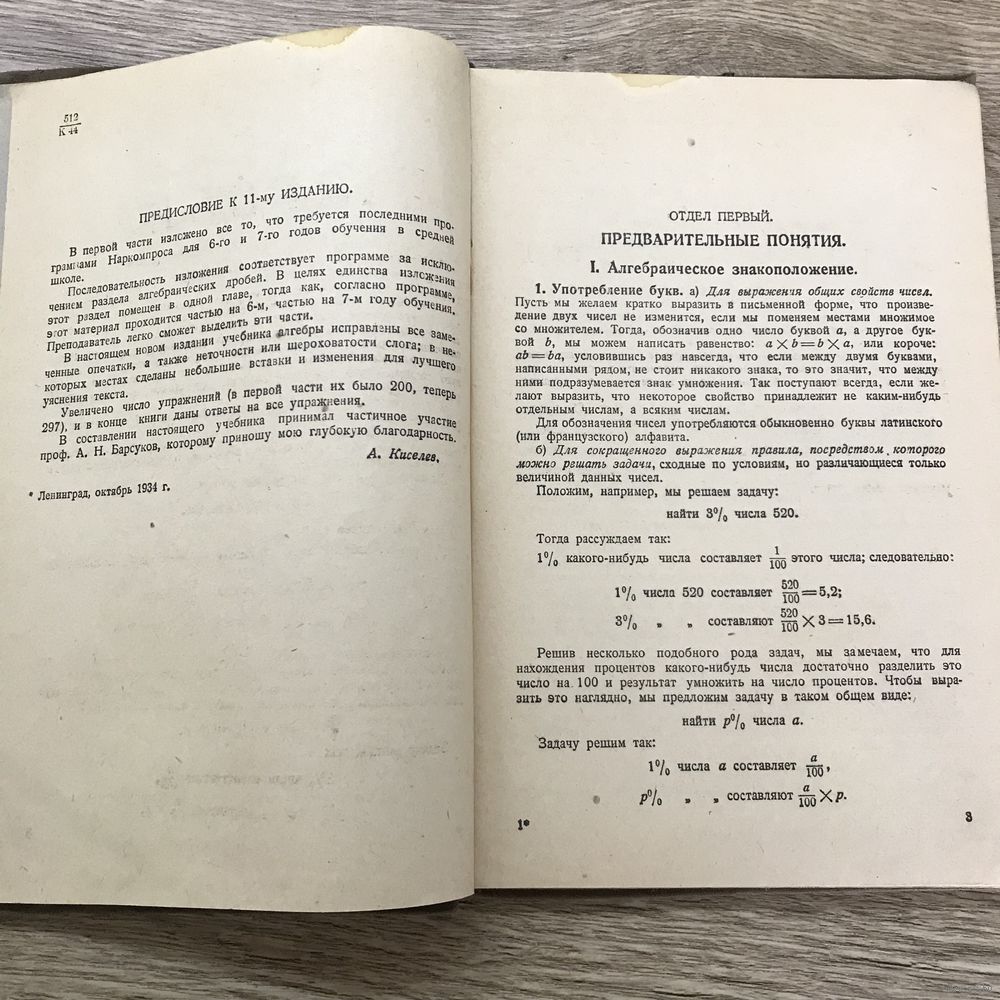 512
К 44
ПРЕДИСЛОВИЕ К 11-му ИЗДАНИЮ.
В первой части изложено все то, что требуется последними про-
граммами Наркомпроса для 6-го и 7-го годов обучения в средней
школе.
Последовательность изложения соответствует программе за исклю-
чением раздела алгебраических дробей. В целях единства изложения
этот раздел помещен в одной главе, тогда как, согласно программе,
этот материал проходится частью на 6-м, частью на 7-м году обучения.
Преподаватель легко сможет выделить эти части.
В настоящем новом издании учебника алгебры исправлены все заме-
ченные опечатки, а также неточности или шероховатости слога; в не-
которых местах сделаны небольшие вставки и изменения для лучшего
уяснения текста.
Увеличено число упражнений (в первой части их было 200, теперь
297), и в конце книги даны ответы на все упражнения.
В составлении настоящего учебника принимал частичное участие
проф. А. Н. Барсуков, которому приношу мою глубокую благодарность.
А. Киселев.
* Ленинград, октябрь 1934 г.
ОТДЕЛ ПЕРВЫЙ.
ПРЕДВАРИТЕЛЬНЫЕ ПОНЯТИЯ.
I. Алгебраическое знакоположение.
1. Употребление букв. а) Для выражения общих свойств чисел.
Пусть мы желаем кратко выразить в письменной форме, что произве-
дение двух чисел не изменится, если мы поменяем местами множимое
со множителем. Тогда, обозначив одно число буквой a, а другое бук-
вой b, мы можем написать равенство: a × b = b × a, или короче:
ab = ba, условившись раз навсегда, что если между двумя буквами,
написанными рядом, не стоит никакого знака, то это значит, что между
ними подразумевается знак умножения. Так поступают всегда, если же-
лают выразить, что некоторое свойство принадлежит не каким-нибудь
отдельным числам, а всяким числам.
Для обозначения чисел употребляются обыкновенно буквы латинского
(или французского) алфавита.
б) Для сокращенного выражения правила, посредством которого
можно решать задачи, сходные по условиям, но различающиеся только
величиной данных чисел.
Положим, например, мы решаем задачу:
найти 3% числа 520.
Тогда рассуждаем так:
1% какого-нибудь числа составляет 1/100 этого числа; следовательно:
1% числа 520 составляет 520/100 = 5,2;
3% „ „ составляют 520/100 × 3 = 15,6.
Решив несколько подобного рода задач, мы замечаем, что для
нахождения процентов какого-нибудь числа достаточно разделить это
число на 100 и результат умножить на число процентов. Чтобы выра-
зить это наглядно, мы предложим задачу в таком общем виде:
найти p% числа a.
Задачу решим так:
1% числа a составляет a/100,
p% „ „ составляют a/100 × p.
1*
3